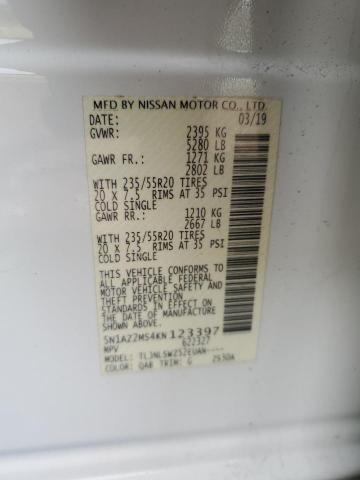 MFD BY NISSAN MOTOR CO., LTD.
DATE: 03/19
GVWR: 2395 KG
5280 LB
GAWR FR.: 1271 KG
2802 LB
WITH 235/55R20 TIRES
20 X 7.5 RIMS AT 35 PSI
COLD SINGLE
GAWR RR.: 1210 KG
2667 LB
WITH 235/55R20 TIRES
20 X 7.5 RIMS AT 35 PSI
COLD SINGLE
THIS VEHICLE CONFORMS TO
ALL APPLICABLE FEDERAL
MOTOR VEHICLE SAFETY
STANDARDS IN EFFECT ON
THE DATE OF MANUFACTURE
SHOWN ABOVE.
5N1AZ2MS4KN123397
MPV 622327
MODEL: TLJNLSWZ52EUAN----
COLOR: QAB TRIM: G 2S30A